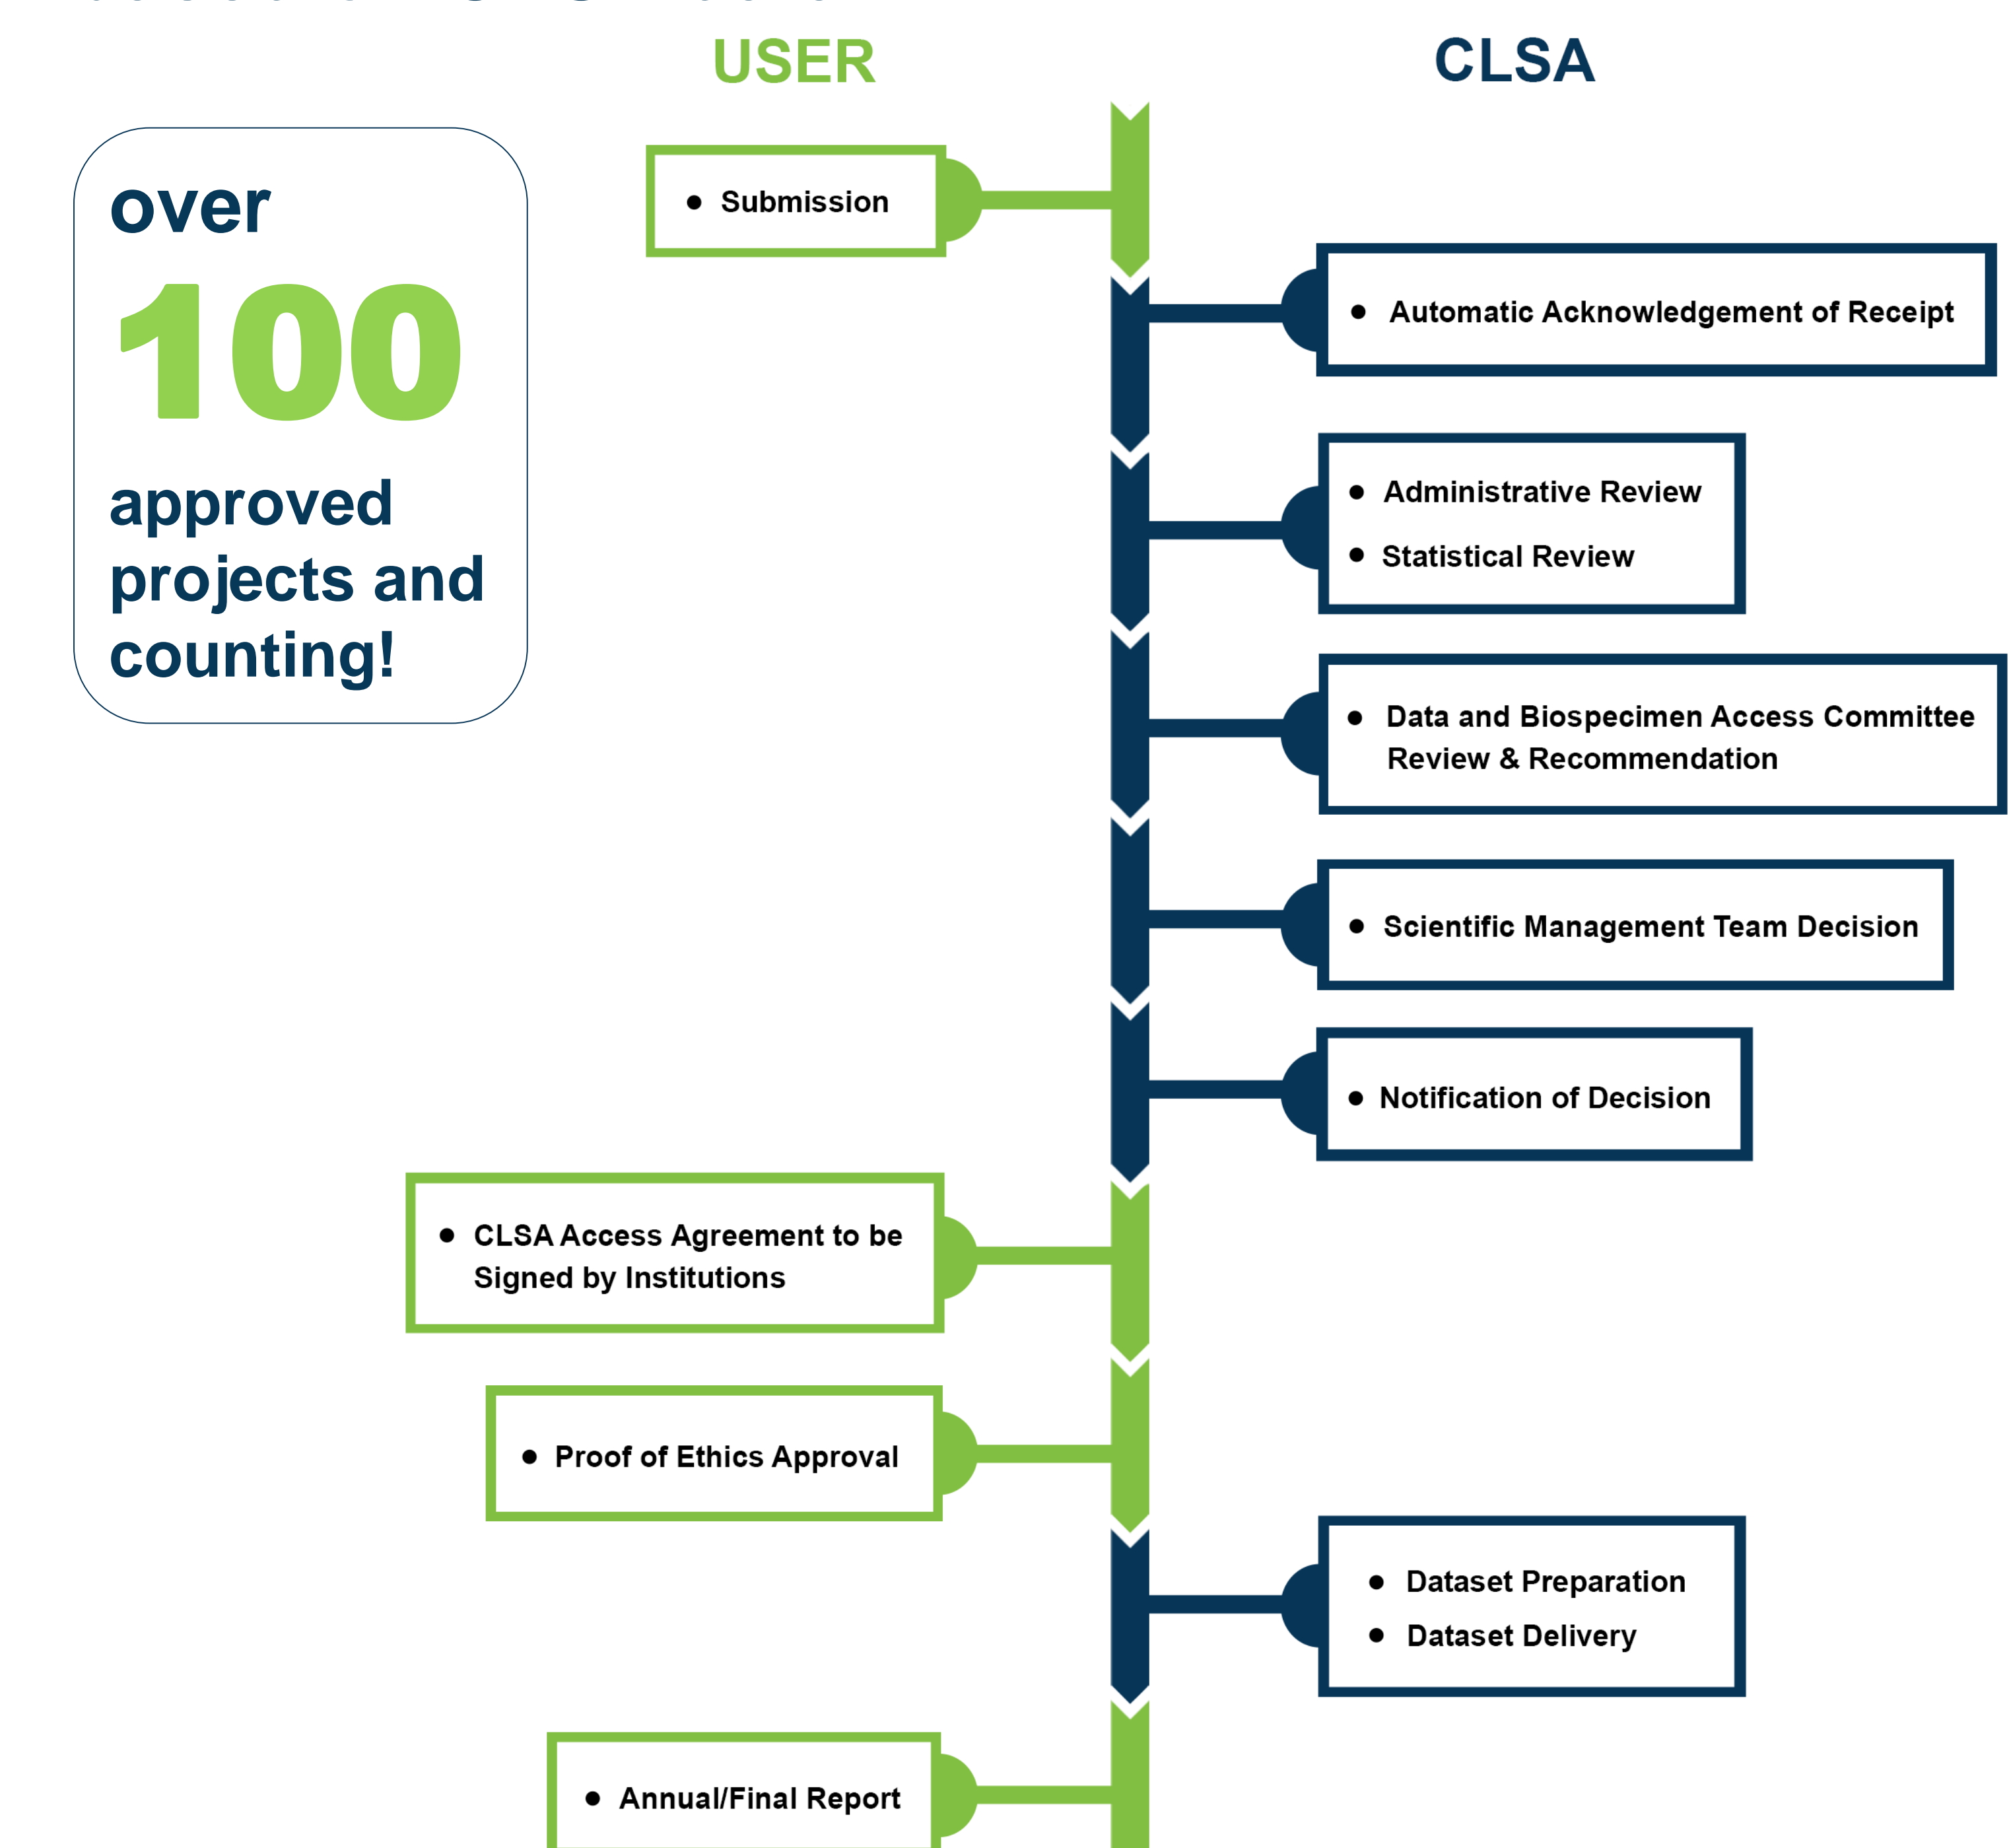 USER
CLSA
over
100
approved
projects and
counting!
• Submission
• Automatic Acknowledgement of Receipt
• Administrative Review
• Statistical Review
• Data and Biospecimen Access Committee
Review & Recommendation
• Scientific Management Team Decision
• Notification of Decision
• CLSA Access Agreement to be
Signed by Institutions
• Proof of Ethics Approval
• Dataset Preparation
• Dataset Delivery
• Annual/Final Report